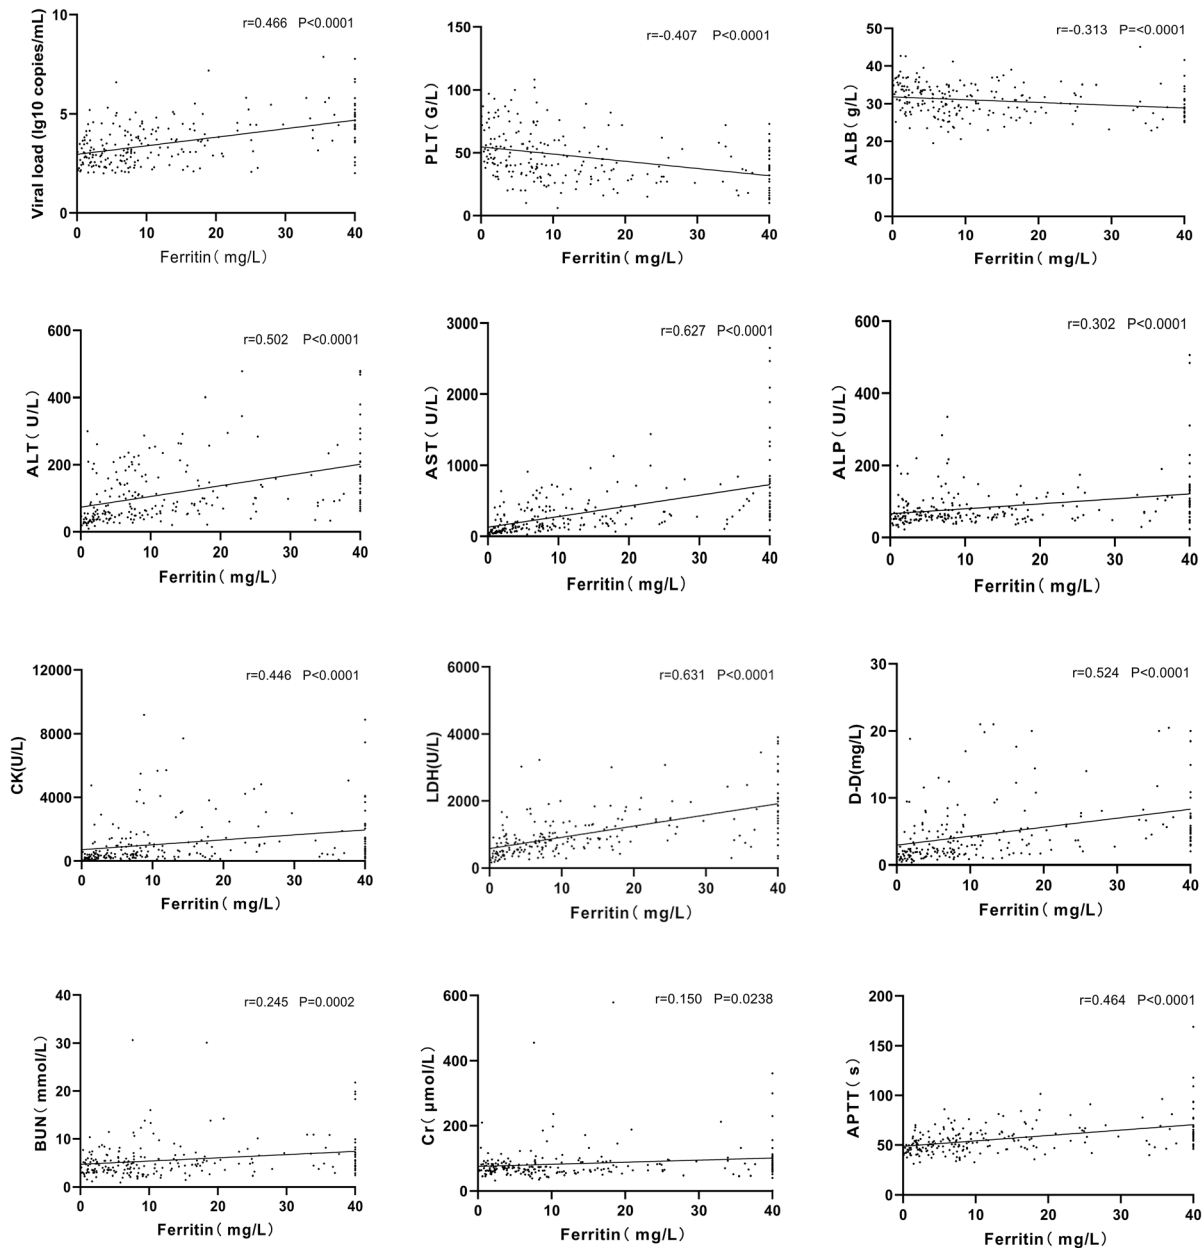 r=0.466 P<0.0001
Viral load (lg10 copies/mL)
10
5
0
0 10 20 30 40
Ferritin（ mg/L）
r=-0.407 P<0.0001
PLT（ G/L）
150
100
50
0
0 10 20 30 40
Ferritin（ mg/L）
r=-0.313 P=<0.0001
ALB（ g/L）
50
40
30
20
10
0
0 10 20 30 40
Ferritin（ mg/L）
r=0.502 P<0.0001
ALT（ U/L）
600
400
200
0
0 10 20 30 40
Ferritin（ mg/L）
r=0.627 P<0.0001
AST（ U/L）
3000
2000
1000
0
0 10 20 30 40
Ferritin（ mg/L）
r=0.302 P<0.0001
ALP（ U/L）
600
400
200
0
0 10 20 30 40
Ferritin（ mg/L）
r=0.446 P<0.0001
CK(U/L)
12000
8000
4000
0
0 10 20 30 40
Ferritin（ mg/L）
r=0.631 P<0.0001
LDH(U/L)
6000
4000
2000
0
0 10 20 30 40
Ferritin（ mg/L）
r=0.524 P<0.0001
D-D(mg/L)
30
20
10
0
0 10 20 30 40
Ferritin（ mg/L）
r=0.245 P=0.0002
BUN（ mmol/L）
40
30
20
10
0
0 10 20 30 40
Ferritin（ mg/L）
r=0.150 P=0.0238
Cr（ μmol/L）
600
400
200
0
0 10 20 30 40
Ferritin（ mg/L）
r=0.464 P<0.0001
APTT（ s）
200
150
100
50
0
0 10 20 30 40
Ferritin（ mg/L）